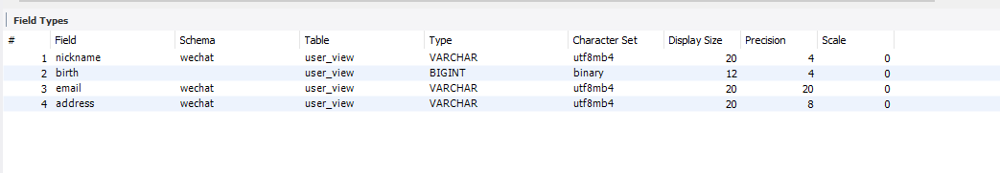 Field Types
# Field Schema Table Type Character Set Display Size Precision Scale
1 nickname wechat user_view VARCHAR utf8mb4 20 4 0
2 birth user_view BIGINT binary 12 4 0
3 email wechat user_view VARCHAR utf8mb4 20 20 0
4 address wechat user_view VARCHAR utf8mb4 20 8 0